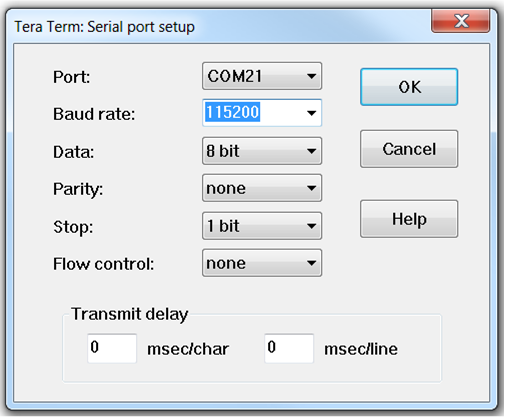 Tera Term: Serial port setup
Port: COM21 OK
Baud rate: 115200
Data: 8 bit Cancel
Parity: none
Stop: 1 bit Help
Flow control: none
Transmit delay
0 msec/char 0 msec/line